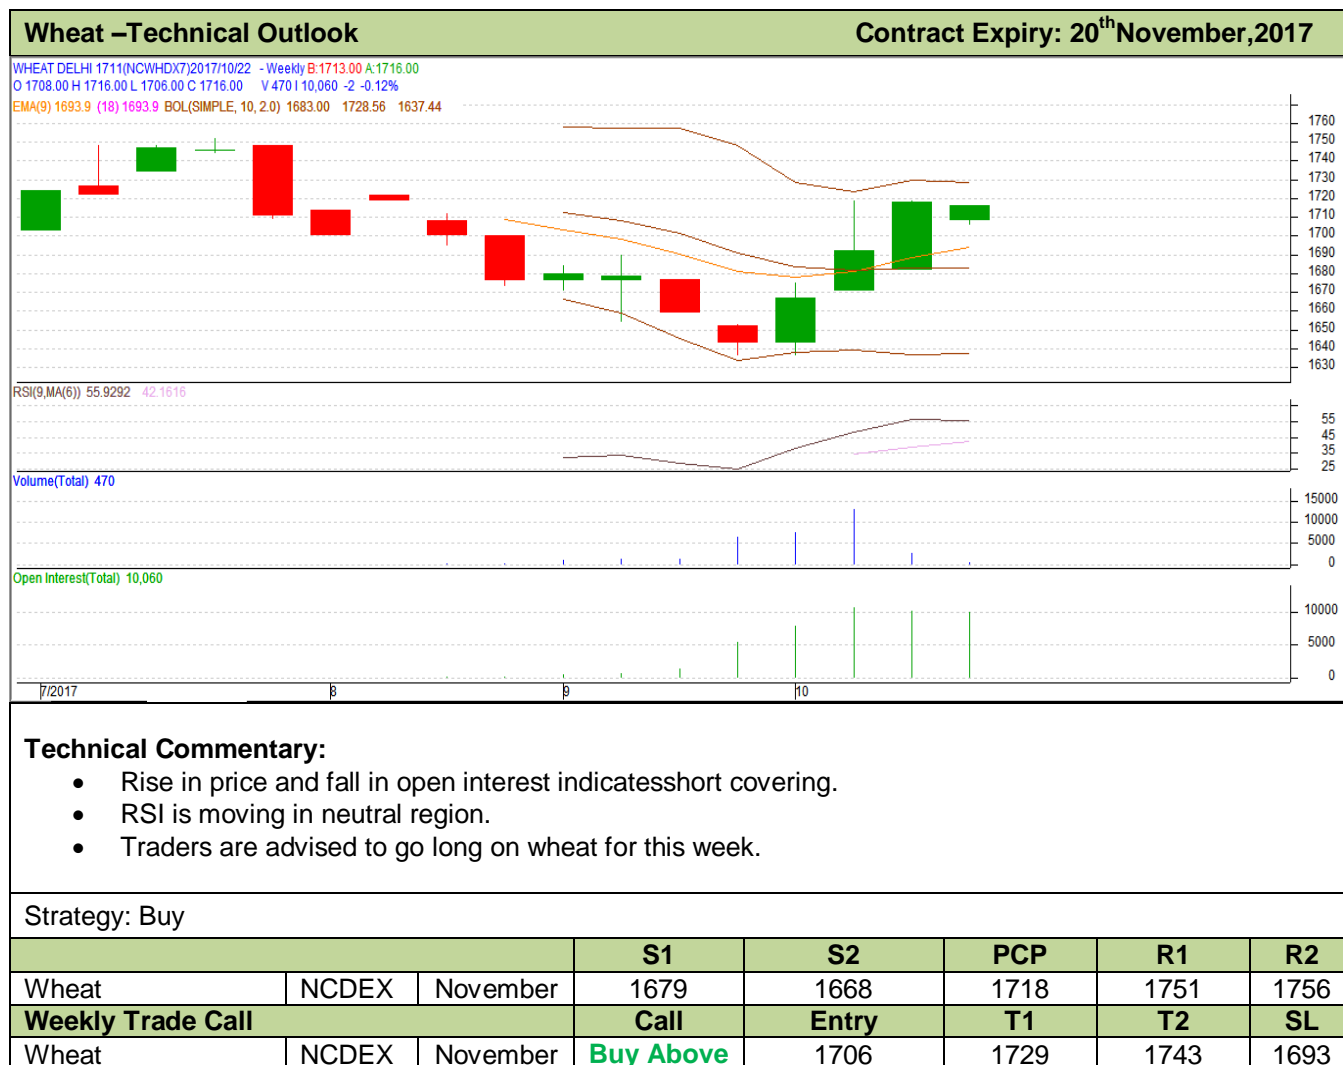 Wheat –Technical Outlook Contract Expiry: 20thNovember,2017
WHEAT DELHI 1711(NCWHDX7)2017/10/22 - Weekly B:1713.00 A:1716.00
O 1708.00 H 1716.00 L 1706.00 C 1716.00 V 470 I 10,060 -2 -0.12%
EMA(9) 1693.9 (18) 1693.9 BOL(SIMPLE, 10, 2.0) 1683.00 1728.56 1637.44
1760
1750
1740
1730
1720
1710
1700
1690
1680
1670
1660
1650
1640
1630
RSI(9,MA(6)) 55.9292 42.1616
55
45
35
25
Volume(Total) 470
15000
10000
5000
0
Open Interest(Total) 10,060
10000
5000
0
7/2017 8 9 10
Technical Commentary:
• Rise in price and fall in open interest indicatesshort covering.
• RSI is moving in neutral region.
• Traders are advised to go long on wheat for this week.
Strategy: Buy
S1 S2 PCP R1 R2
Wheat NCDEX November 1679 1668 1718 1751 1756
Weekly Trade Call Call Entry T1 T2 SL
Wheat NCDEX November Buy Above 1706 1729 1743 1693